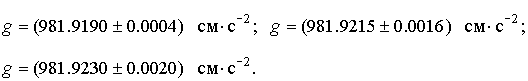 g = (981.9190 ± 0.0004) см·с⁻²; g = (981.9215 ± 0.0016) см·с⁻²;
g = (981.9230 ± 0.0020) см·с⁻².